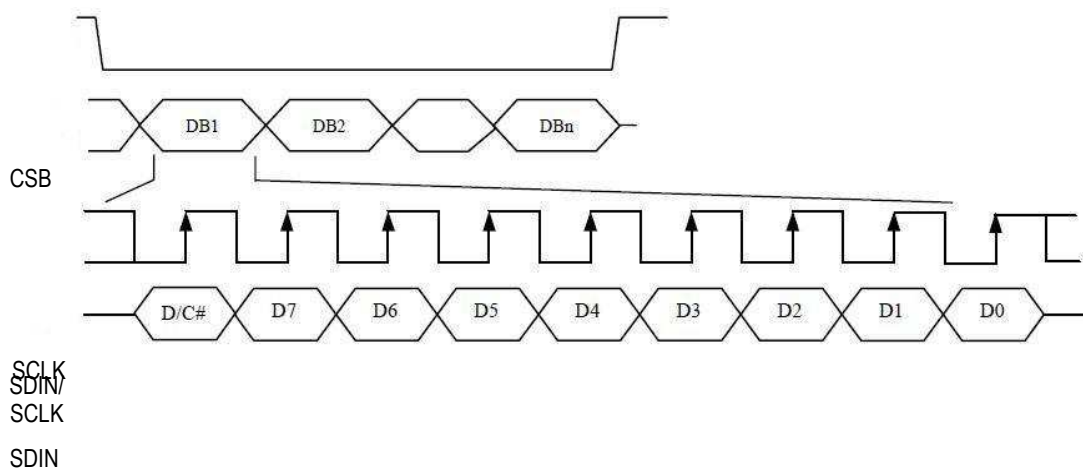 DB1 DB2 DBn
CSB
D/C# D7 D6 D5 D4 D3 D2 D1 D0
SCLK
SDIN/
SCLK
SDIN